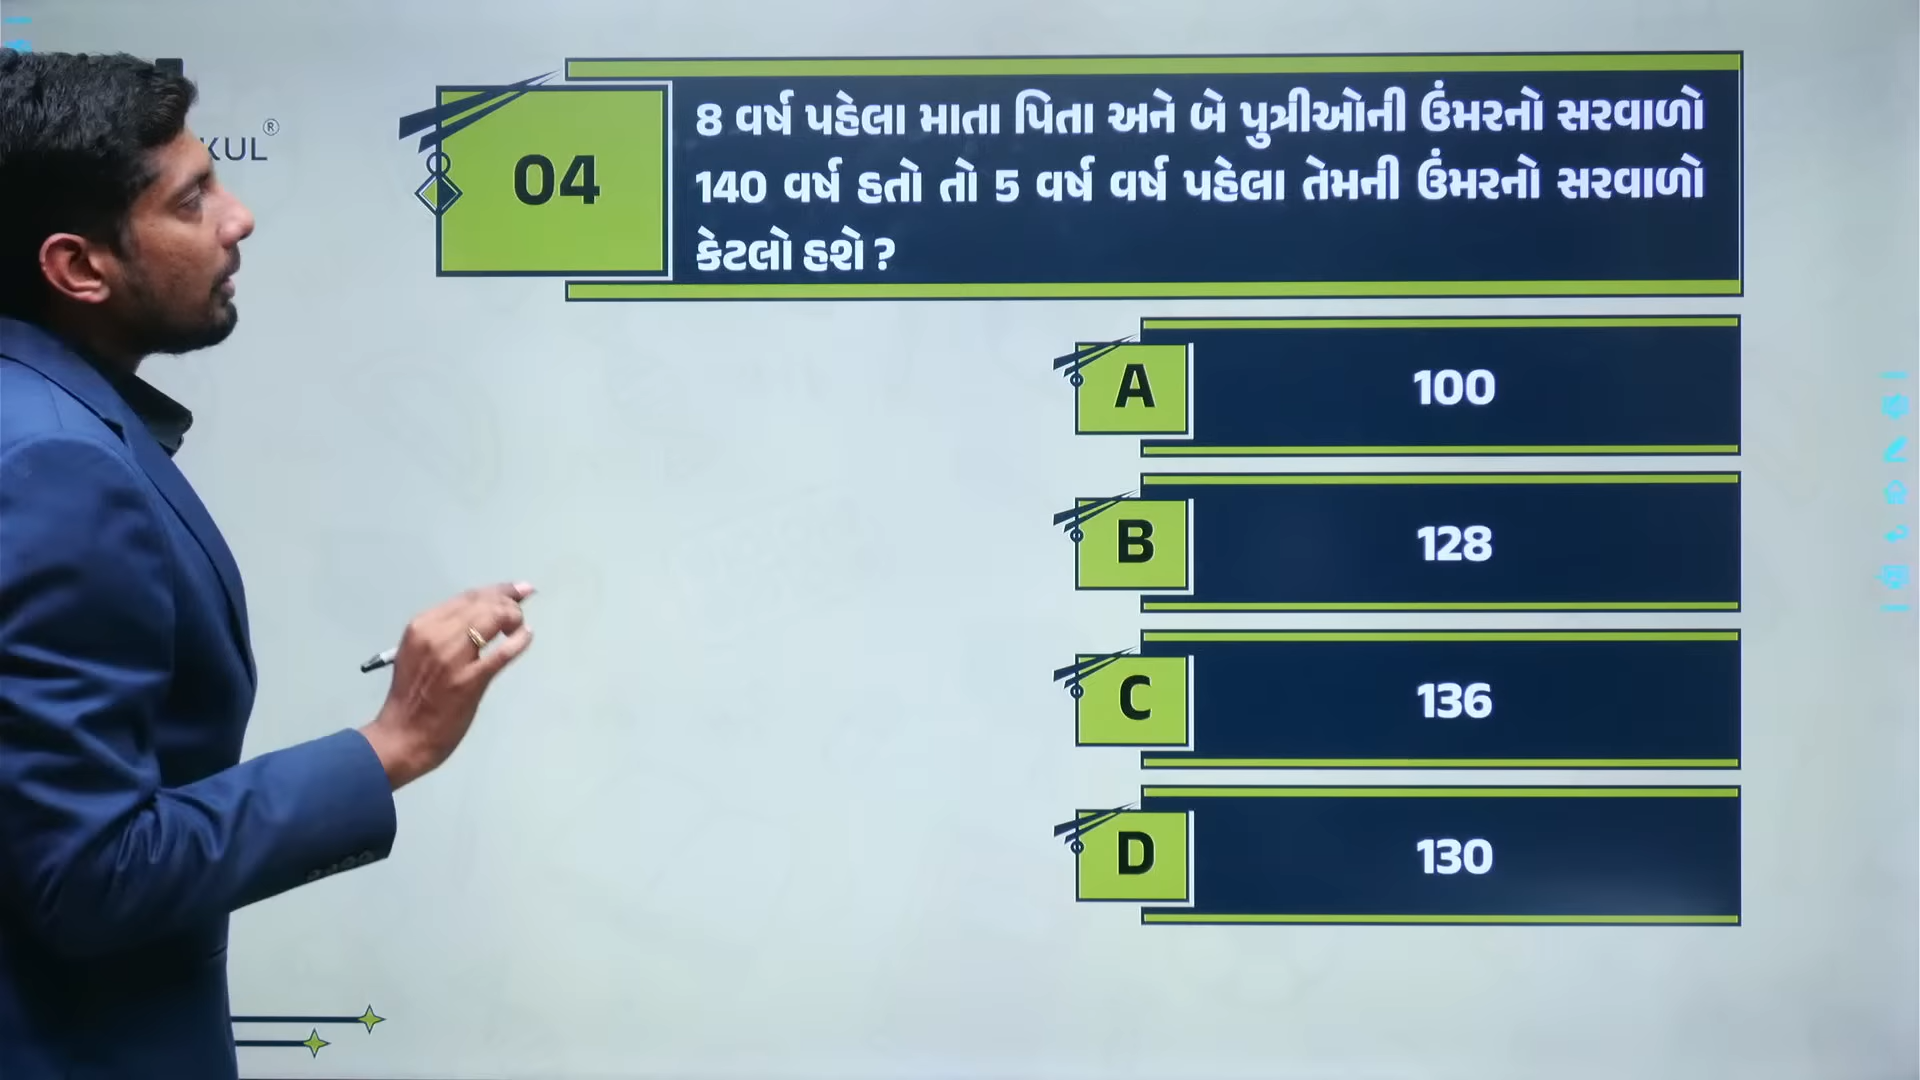 KUL®
04
8 વર્ષ પહેલા માતા પિતા અને બે પુત્રીઓની ઉંમરનો સરવાળો
140 વર્ષ હતો તો 5 વર્ષ વર્ષ પહેલા તેમની ઉંમરનો સરવાળો
કેટલો હશે ?
A
100
B
128
C
136
D
130